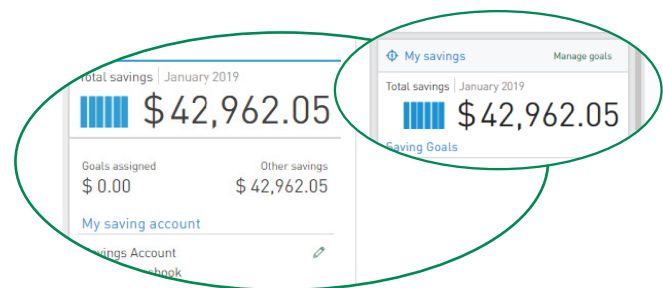 Total savings | January 2019
$42,962.05
Goals assigned
$ 0.00
Other savings
$ 42,962.05
My saving account
Savings Account
My savings
Manage goals
Total savings | January 2019
$42,962.05
Saving Goals